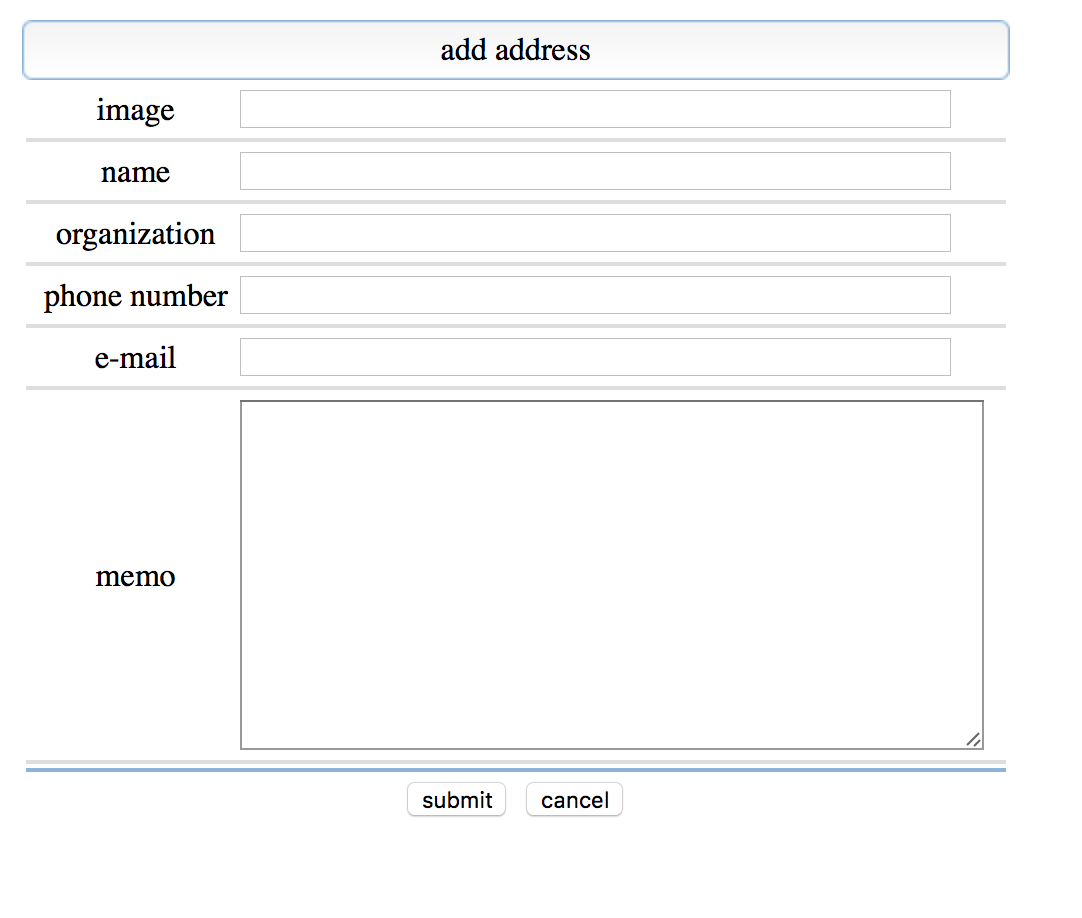 add address
image
name
organization
phone number
e-mail
memo
submit cancel